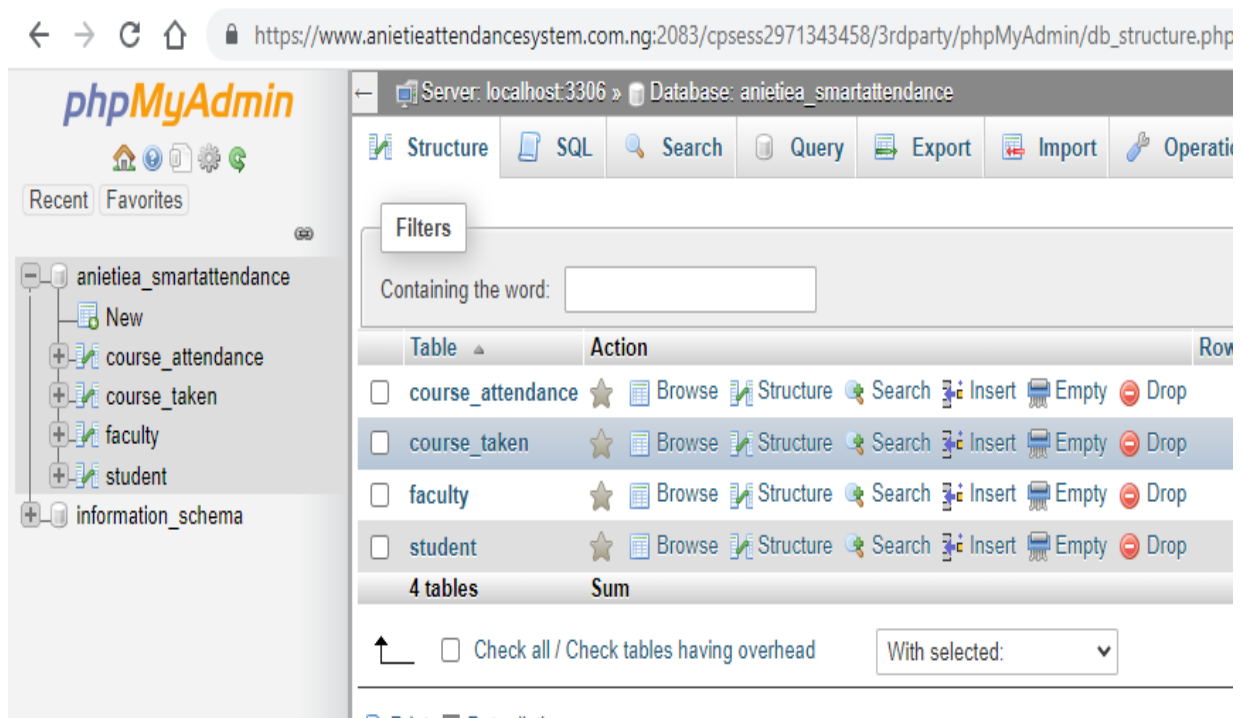 https://www.anietieattendancesystem.com.ng:2083/cpsess2971343458/3rdparty/phpMyAdmin/db_structure.php
phpMyAdmin
Recent Favorites
anietiea_smartattendance
New
course_attendance
course_taken
faculty
student
information_schema
Server: localhost:3306 » Database: anietiea_smartattendance
Structure SQL Search Query Export Import Operatio
Filters
Containing the word:
Table Action Row
course_attendance Browse Structure Search Insert Empty Drop
course_taken Browse Structure Search Insert Empty Drop
faculty Browse Structure Search Insert Empty Drop
student Browse Structure Search Insert Empty Drop
4 tables Sum
Check all / Check tables having overhead With selected: